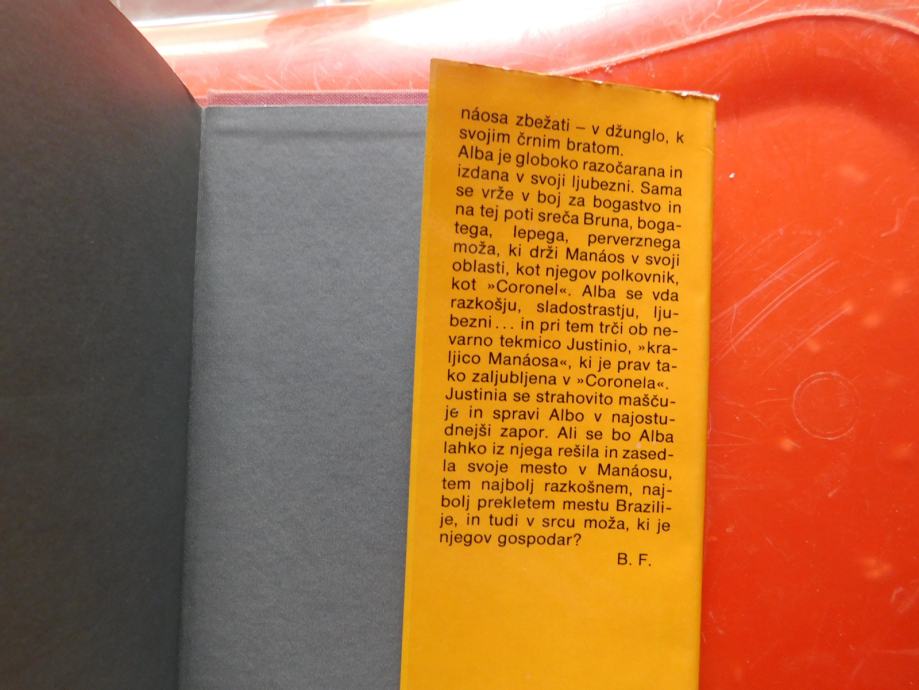 náosa zbežati – v džunglo, k
svojim črnim bratom.
Alba je globoko razočarana in
izdana v svoji ljubezni. Sama
se vrže v boj za bogastvo in
na tej poti sreča Bruna, boga-
tega, lepega, perverznega
moža, ki drži Manáos v svoji
oblasti, kot njegov polkovnik,
kot »Coronel«. Alba se vda
razkošju, sladostrastju, lju-
bezni... in pri tem trči ob ne-
varno tekmico Justinio, »kra-
ljico Manáosa«, ki je prav ta-
ko zaljubljena v »Coronela«.
Justinia se strahovito mašču-
je in spravi Albo v najostu-
dnejši zapor. Ali se bo Alba
lahko iz njega rešila in zased-
la svoje mesto v Manáosu,
tem najbolj razkošnem, naj-
bolj prekletem mestu Brazili-
je, in tudi v srcu moža, ki je
njegov gospodar?
B. F.